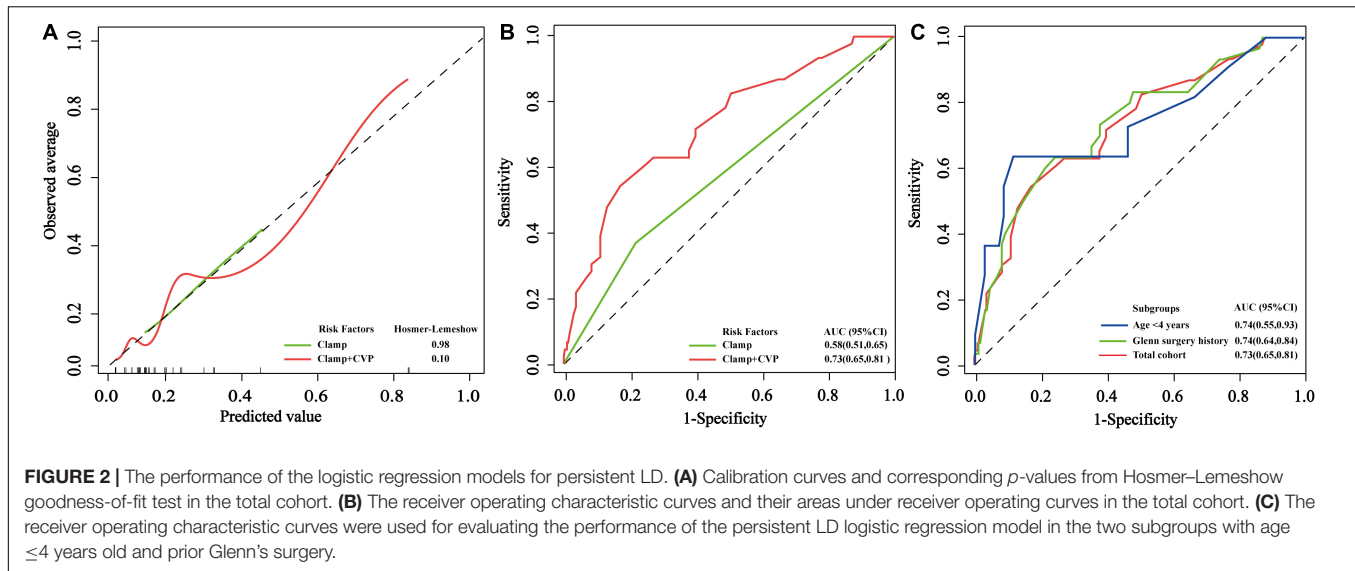 A
1.0
0.8
0.6
0.4
0.2
0.0
Observed average
Risk Factors Hosmer-Lemeshow
Clamp 0.98
Clamp+CVP 0.10
0.0 0.2 0.4 0.6 0.8 1.0
Predicted value
B
1.0
0.8
0.6
0.4
0.2
0.0
Sensitivity
Risk Factors AUC (95%CI)
Clamp 0.58(0.51,0.65)
Clamp+CVP 0.73(0.65,0.81 )
0.0 0.2 0.4 0.6 0.8 1.0
1-Specificity
C
1.0
0.8
0.6
0.4
0.2
0.0
Sensitivity
Subgroups AUC (95%CI)
Age <4 years 0.74(0.55,0.93)
Glenn surgery history 0.74(0.64,0.84)
Total cohort 0.73(0.65,0.81)
0.0 0.2 0.4 0.6 0.8 1.0
1-Specificity
FIGURE 2 | The performance of the logistic regression models for persistent LD. (A) Calibration curves and corresponding p-values from Hosmer–Lemeshow
goodness-of-fit test in the total cohort. (B) The receiver operating characteristic curves and their areas under receiver operating curves in the total cohort. (C) The
receiver operating characteristic curves were used for evaluating the performance of the persistent LD logistic regression model in the two subgroups with age
≤4 years old and prior Glenn's surgery.